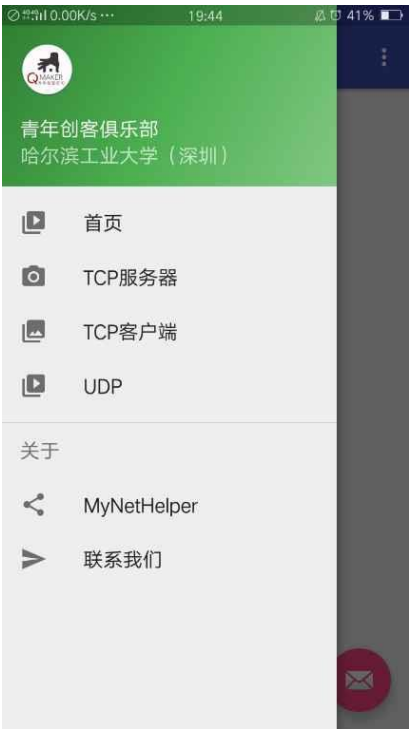 0.00K/s ··· 19:44 41%
QMAKER
青年创客俱乐部
哈尔滨工业大学（深圳）
首页
TCP服务器
TCP客户端
UDP
关于
MyNetHelper
联系我们